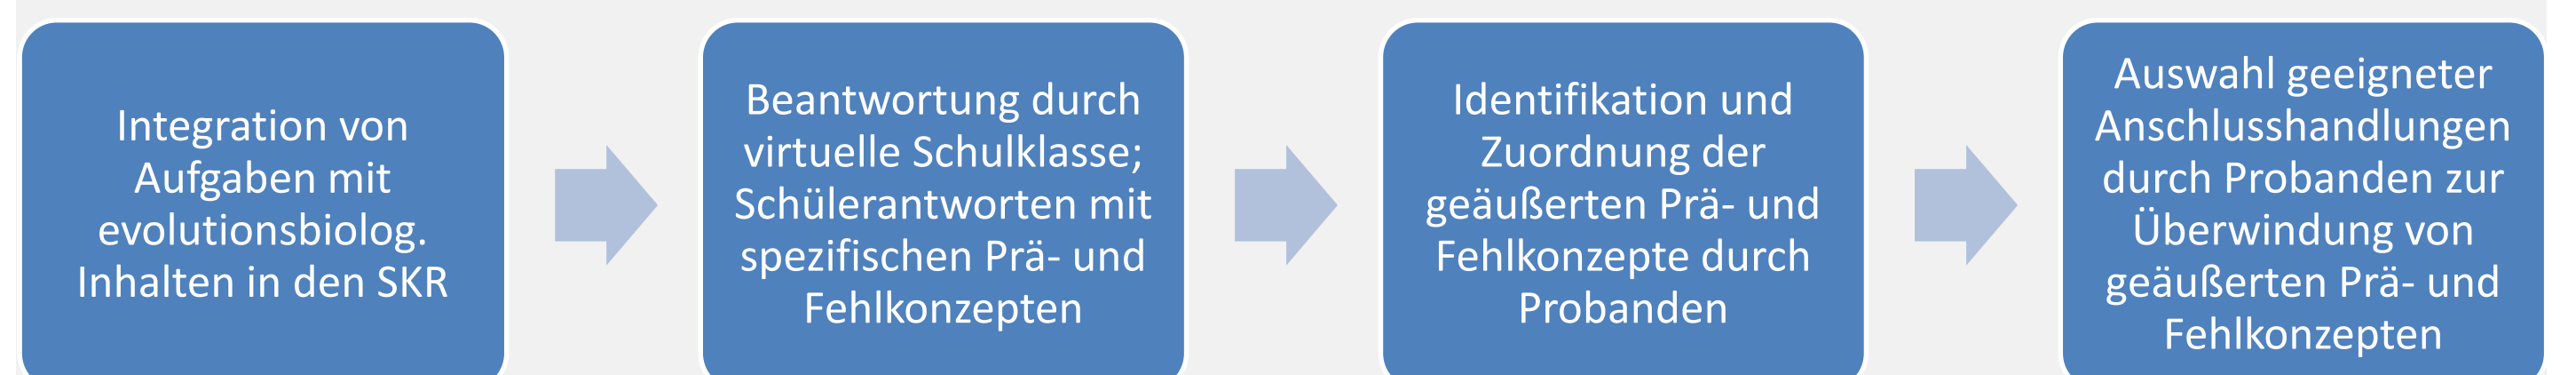 Integration von
Aufgaben mit
evolutionsbiolog.
Inhalten in den SKR
Beantwortung durch
virtuelle Schulklasse;
Schülerantworten mit
spezifischen Prä- und
Fehlkonzepten
Identifikation und
Zuordnung der
geäußerten Prä- und
Fehlkonzepte durch
Probanden
Auswahl geeigneter
Anschlusshandlungen
durch Probanden zur
Überwindung von
geäußerten Prä- und
Fehlkonzepten